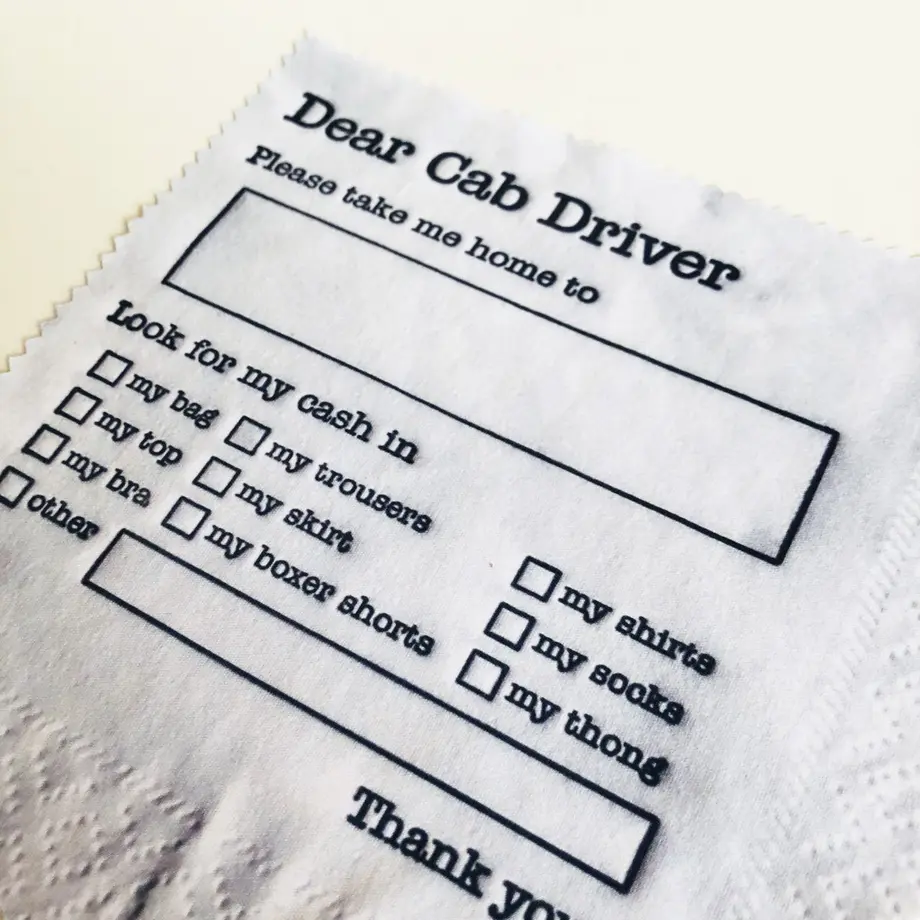 Dear Cab Driver
Please take me home to
Look for my cash in
my bag
my top
my bra
other
my trousers
my skirt
my boxer shorts
my shirts
my socks
my thong
Thank you